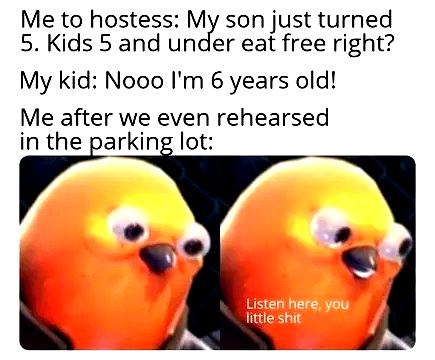 Me to hostess: My son just turned
5. Kids 5 and under eat free right?
My kid: Nooo I'm 6 years old!
Me after we even rehearsed
in the parking lot:
Listen here, you
little shit